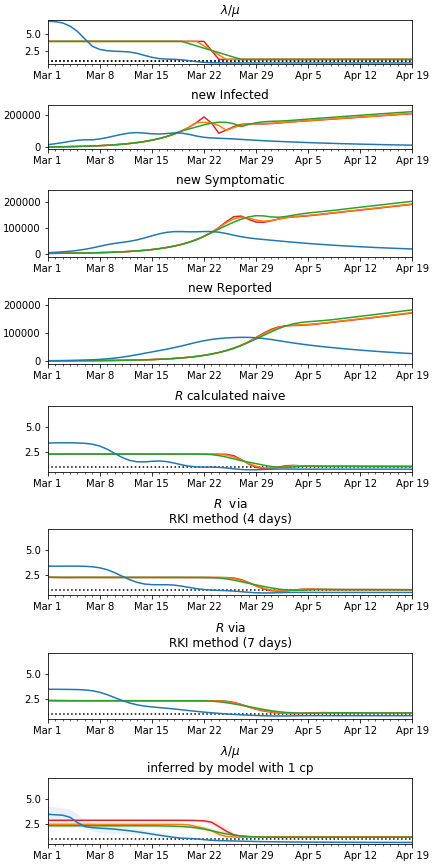 λ/μ
5.0
2.5
Mar 1 Mar 8 Mar 15 Mar 22 Mar 29 Apr 5 Apr 12 Apr 19
new Infected
200000
0
Mar 1 Mar 8 Mar 15 Mar 22 Mar 29 Apr 5 Apr 12 Apr 19
new Symptomatic
200000
100000
0
Mar 1 Mar 8 Mar 15 Mar 22 Mar 29 Apr 5 Apr 12 Apr 19
new Reported
200000
100000
0
Mar 1 Mar 8 Mar 15 Mar 22 Mar 29 Apr 5 Apr 12 Apr 19
R calculated naive
5.0
2.5
Mar 1 Mar 8 Mar 15 Mar 22 Mar 29 Apr 5 Apr 12 Apr 19
R via
RKI method (4 days)
5.0
2.5
Mar 1 Mar 8 Mar 15 Mar 22 Mar 29 Apr 5 Apr 12 Apr 19
R via
RKI method (7 days)
5.0
2.5
Mar 1 Mar 8 Mar 15 Mar 22 Mar 29 Apr 5 Apr 12 Apr 19
λ/μ
inferred by model with 1 cp
5.0
2.5
Mar 1 Mar 8 Mar 15 Mar 22 Mar 29 Apr 5 Apr 12 Apr 19